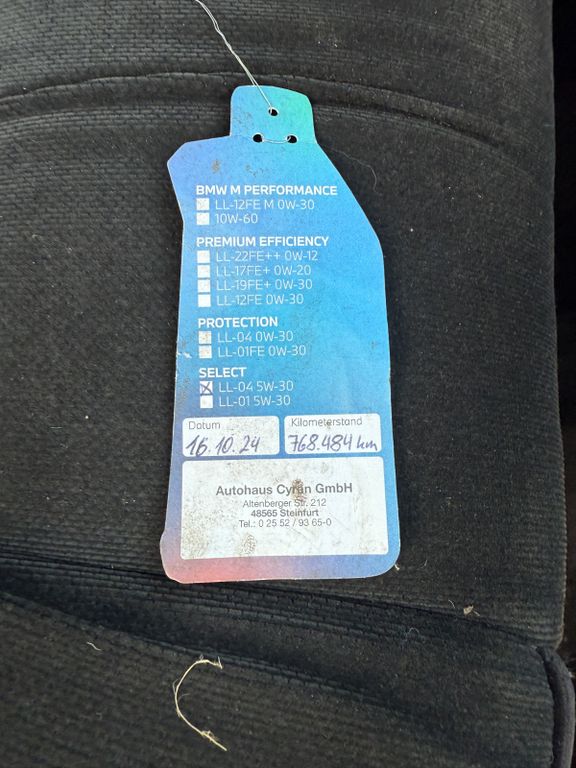 BMW M PERFORMANCE
LL-12FE M 0W-30
10W-60
PREMIUM EFFICIENCY
LL-22FE++ 0W-12
LL-17FE+ 0W-20
LL-19FE+ 0W-30
LL-12FE 0W-30
PROTECTION
LL-04 0W-30
LL-01FE 0W-30
SELECT
LL-04 5W-30
LL-01 5W-30
Datum Kilometerstand
16.10.24 768.484 km
Autohaus Cyran GmbH
Altenberger Str. 212
48565 Steinfurt
Tel.: 0 25 52 / 93 65-0